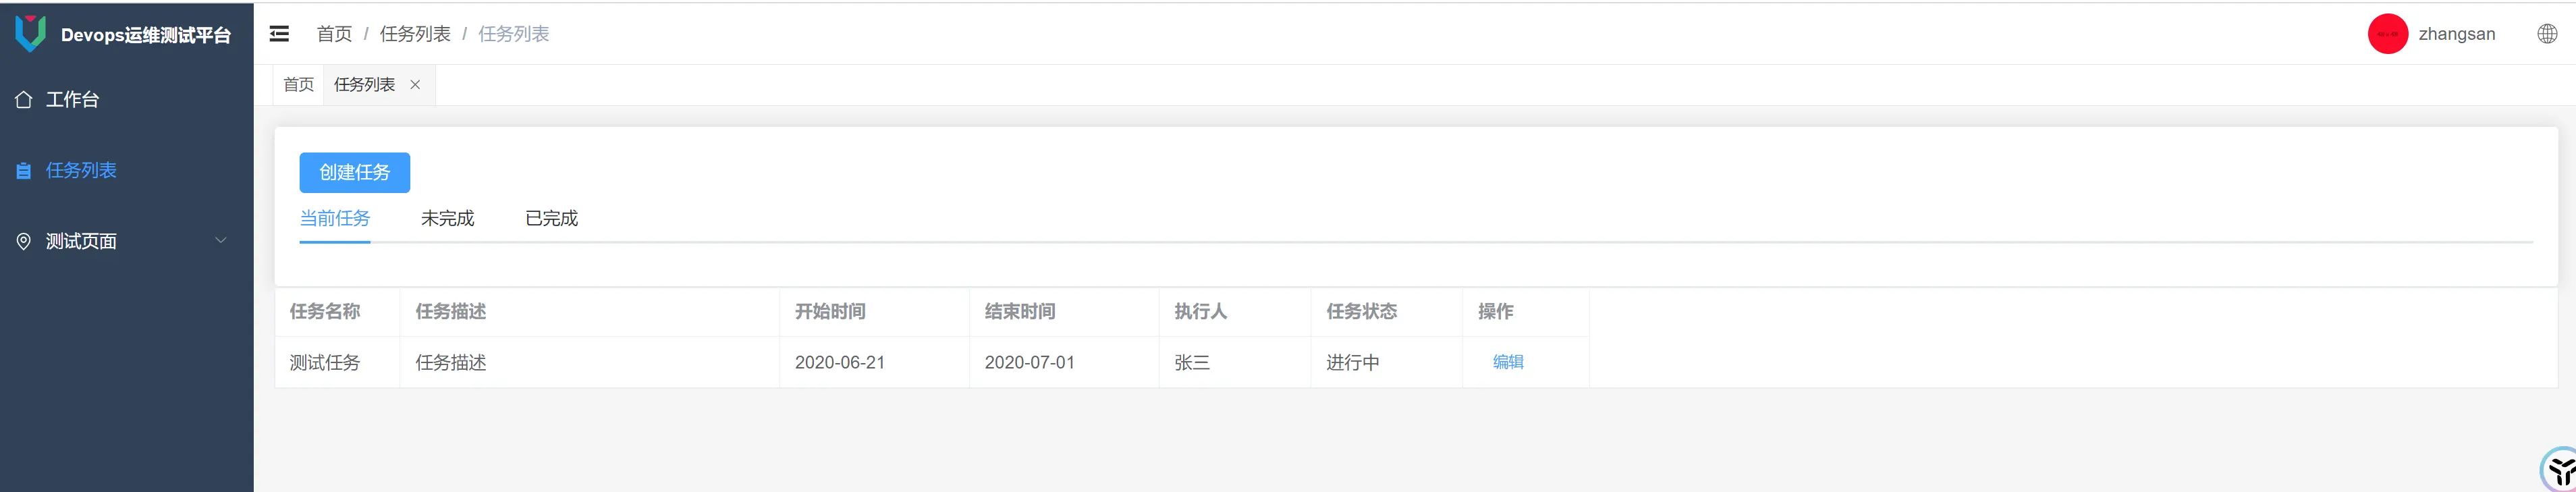 Devops运维测试平台
首页 / 任务列表 / 任务列表
zhangsan
首页 任务列表
工作台
任务列表
测试页面
创建任务
当前任务 未完成 已完成
任务名称 任务描述 开始时间 结束时间 执行人 任务状态 操作
测试任务 任务描述 2020-06-21 2020-07-01 张三 进行中 编辑